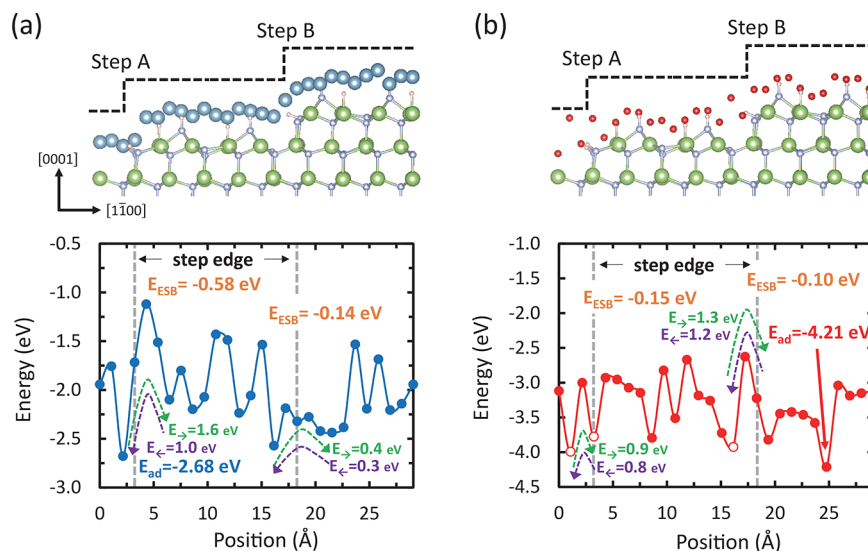 (a)
Step B
Step A
[0001]
[11̄00]
-0.5
-1.0
-1.5
-2.0
-2.5
-3.0
Energy (eV)
step edge
E_ESB= -0.58 eV
E_ESB= -0.14 eV
E→=1.6 eV
E←=1.0 eV
E_ad=-2.68 eV
E→=0.4 eV
E←=0.3 eV
0 5 10 15 20 25
Position (Å)
(b)
Step B
Step A
-1.0
-1.5
-2.0
-2.5
-3.0
-3.5
-4.0
-4.5
Energy (eV)
step edge
E_ESB= -0.10 eV
E_ESB= -0.15 eV
E→=1.3 eV
E←=1.2 eV
E_ad=-4.21 eV
E→=0.9 eV
E←=0.8 eV
0 5 10 15 20 25
Position (Å)